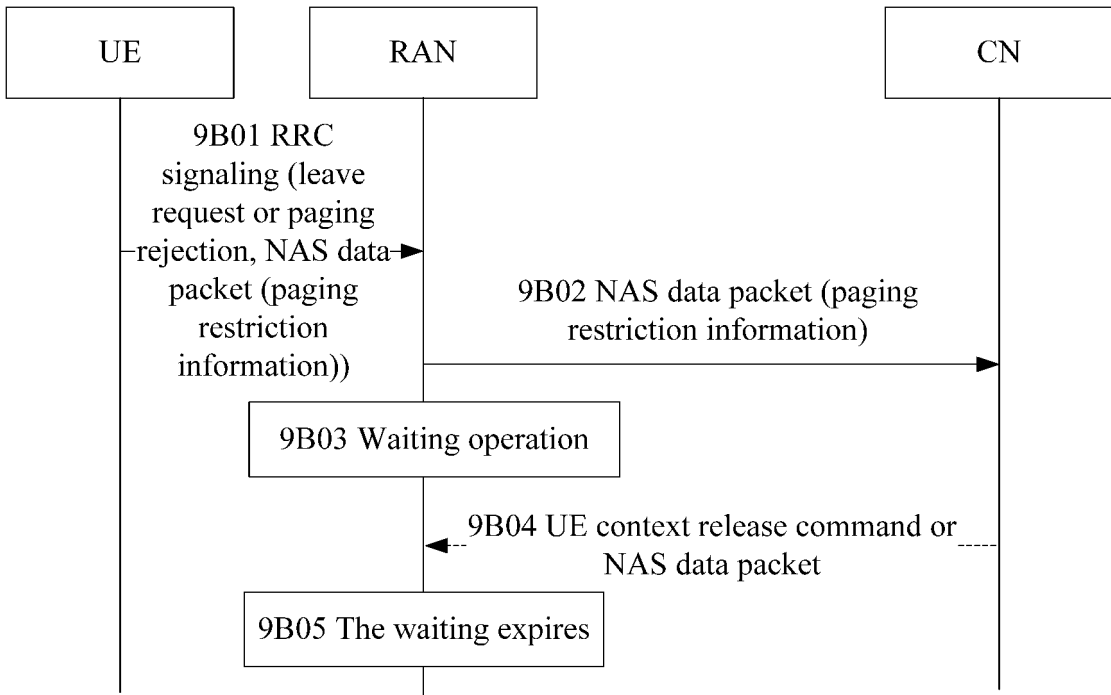 UE
RAN
CN
9B01 RRC
signaling (leave
request or paging
rejection, NAS data
packet (paging
restriction
information))
9B02 NAS data packet (paging
restriction information)
9B03 Waiting operation
9B04 UE context release command or
NAS data packet
9B05 The waiting expires